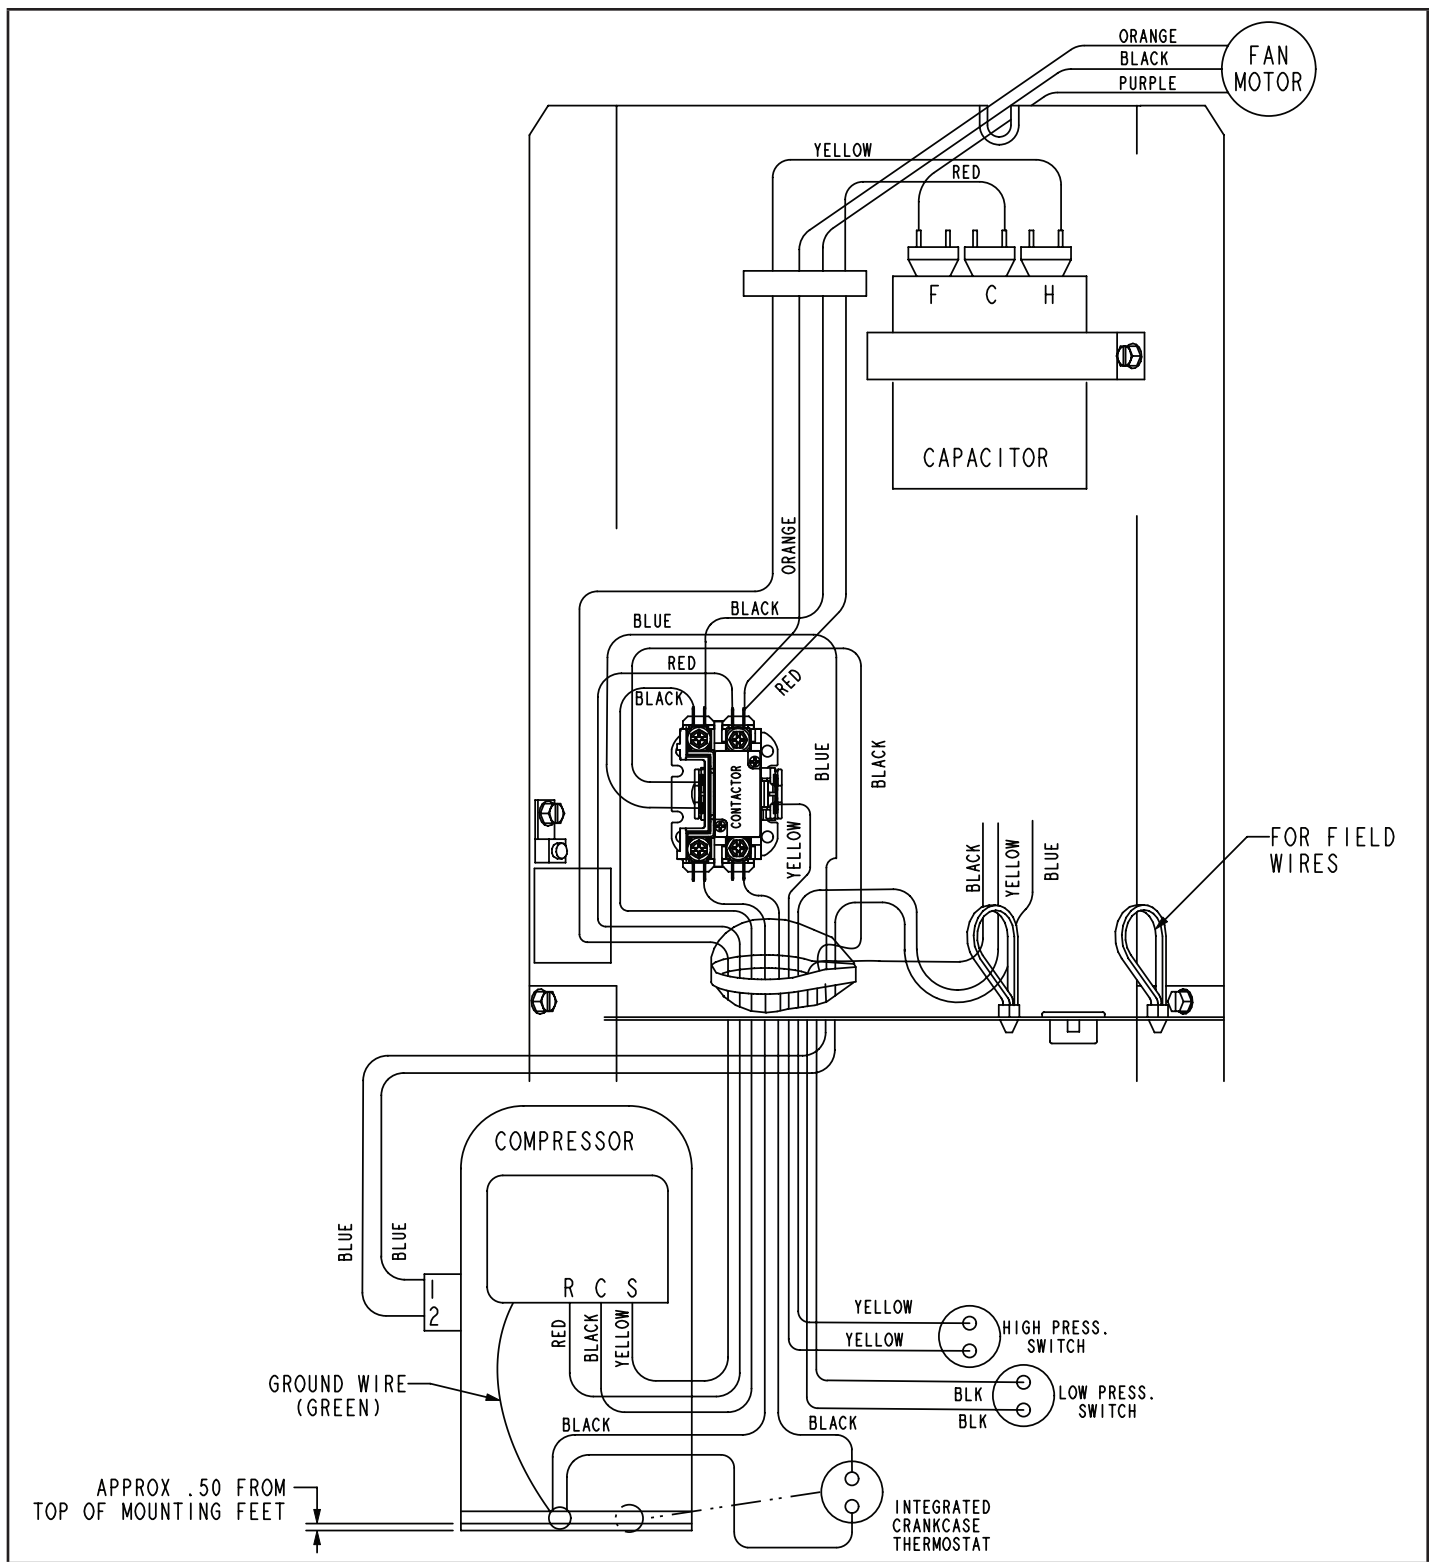 ORANGE
BLACK
PURPLE
FAN
MOTOR
YELLOW
RED
F C H
CAPACITOR
ORANGE
BLACK
BLUE
RED
BLACK
RED
BLUE
BLACK
CONTACTOR
YELLOW
BLACK
YELLOW
BLUE
FOR FIELD
WIRES
COMPRESSOR
BLUE
BLUE
R C S
1
2
RED
BLACK
YELLOW
YELLOW
YELLOW
HIGH PRESS.
SWITCH
GROUND WIRE
(GREEN)
BLK
BLK
LOW PRESS.
SWITCH
BLACK
BLACK
APPROX .50 FROM
TOP OF MOUNTING FEET
INTEGRATED
CRANKCASE
THERMOSTAT